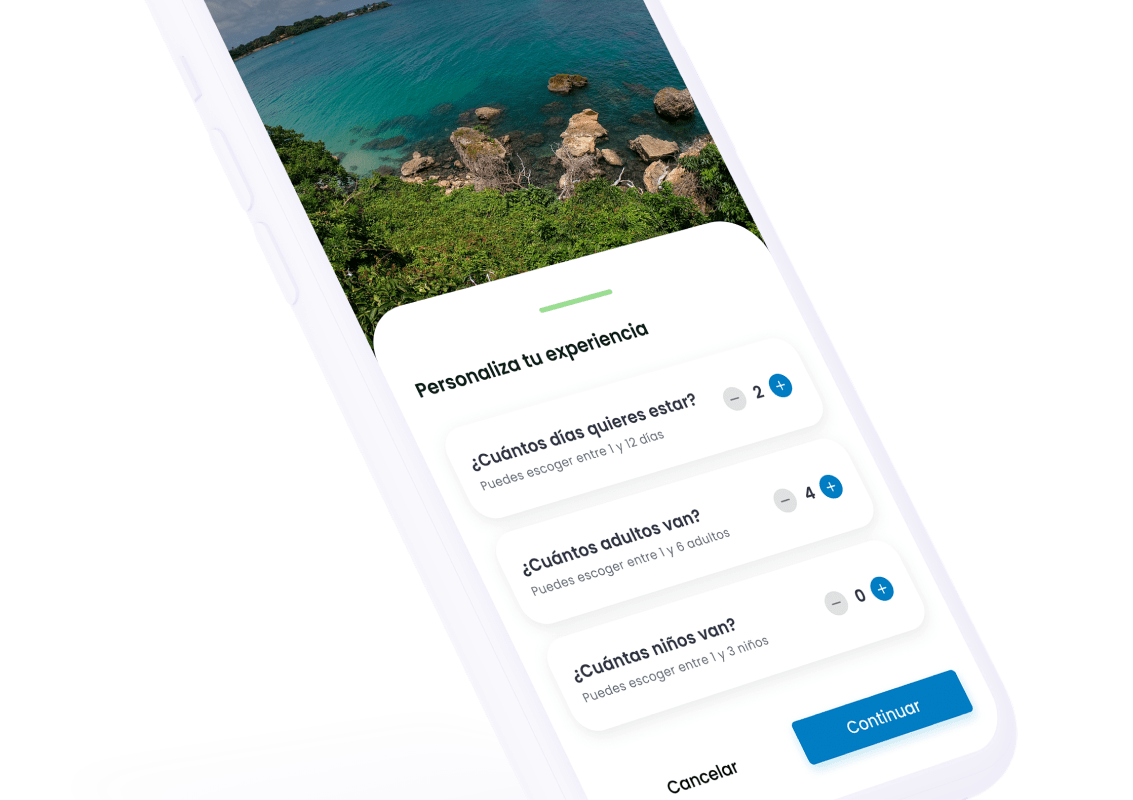 Personaliza tu experiencia
¿Cuántos días quieres estar?
Puedes escoger entre 1 y 12 días
− 2 +
¿Cuántos adultos van?
Puedes escoger entre 1 y 6 adultos
− 4 +
¿Cuántas niños van?
Puedes escoger entre 1 y 3 niños
− 0 +
Cancelar
Continuar